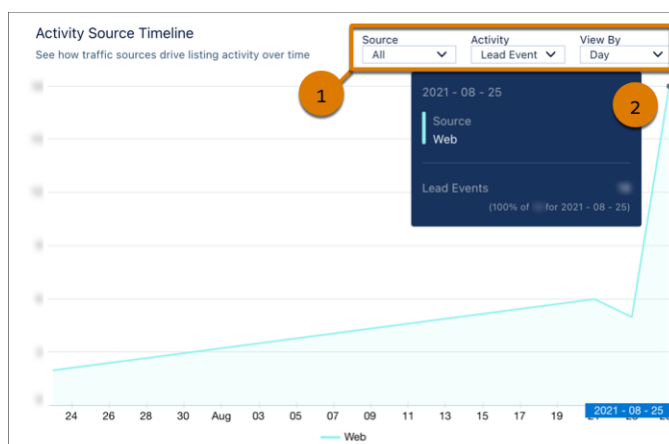 Activity Source Timeline
See how traffic sources drive listing activity over time
Source Activity View By
All Lead Event Day
1
2
2021 - 08 - 25
Source
Web
Lead Events
(100% of for 2021 - 08 - 25)
24 26 28 30 Aug 03 05 07 09 11 13 15 17 19
2021 - 08 - 25
Web